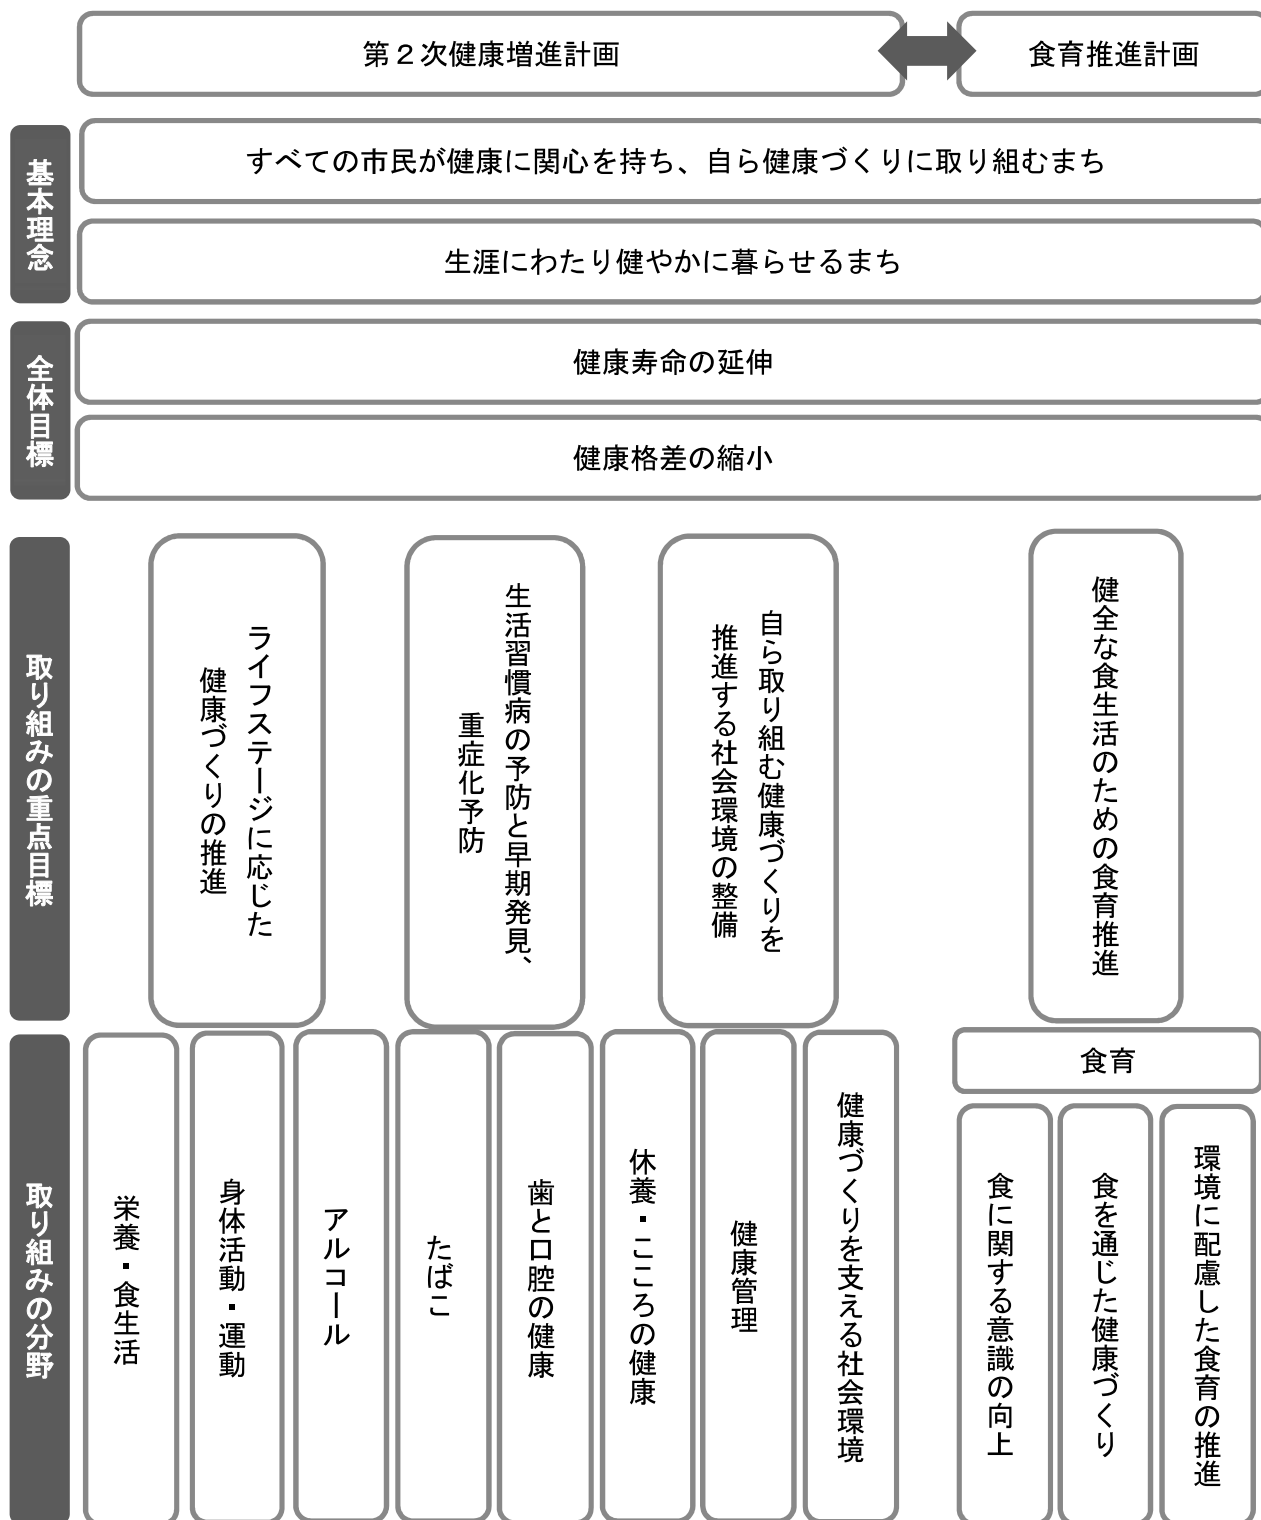 第２次健康増進計画
食育推進計画
基本理念
すべての市民が健康に関心を持ち、自ら健康づくりに取り組むまち
生涯にわたり健やかに暮らせるまち
全体目標
健康寿命の延伸
健康格差の縮小
取り組みの重点目標
ライフステージに応じた
健康づくりの推進
生活習慣病の予防と早期発見、
重症化予防
自ら取り組む健康づくりを
推進する社会環境の整備
健全な食生活のための食育推進
取り組みの分野
栄養・食生活
身体活動・運動
アルコール
たばこ
歯と口腔の健康
休養・こころの健康
健康管理
健康づくりを支える社会環境
食育
食に関する意識の向上
食を通じた健康づくり
環境に配慮した食育の推進